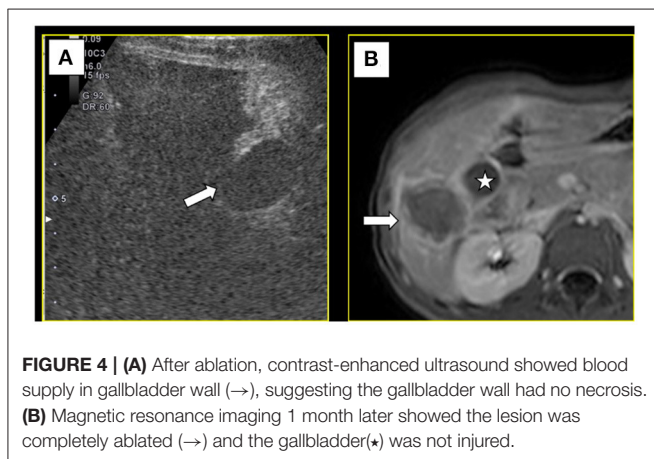 A
B
0.09
10C3
h6.0
15 fps
G 92
DR 60
5
FIGURE 4 | (A) After ablation, contrast-enhanced ultrasound showed blood
supply in gallbladder wall (→), suggesting the gallbladder wall had no necrosis.
(B) Magnetic resonance imaging 1 month later showed the lesion was
completely ablated (→) and the gallbladder(★) was not injured.